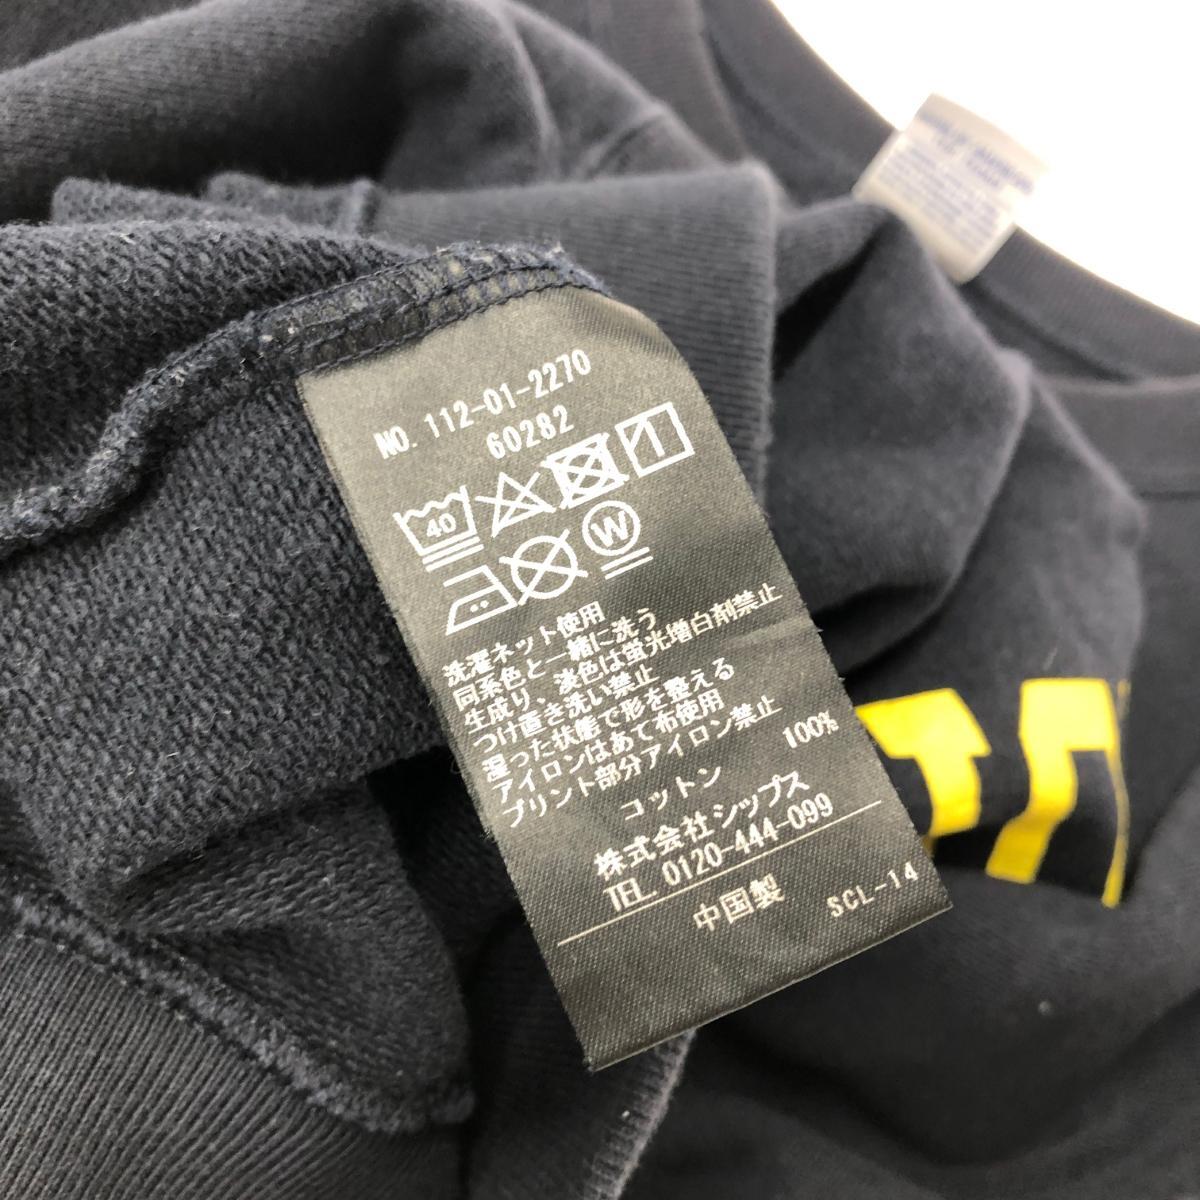 NO. 112-01-2270
60282
40
W
洗濯ネット使用
同系色と一緒に洗う
生成り、淡色は蛍光増白剤禁止
つけ置き洗い禁止
湿った状態で形を整える
アイロンはあて布使用
プリント部分アイロン禁止
コットン 100%
株式会社シップス
TEL. 0120-444-099
中国製
SCL-14